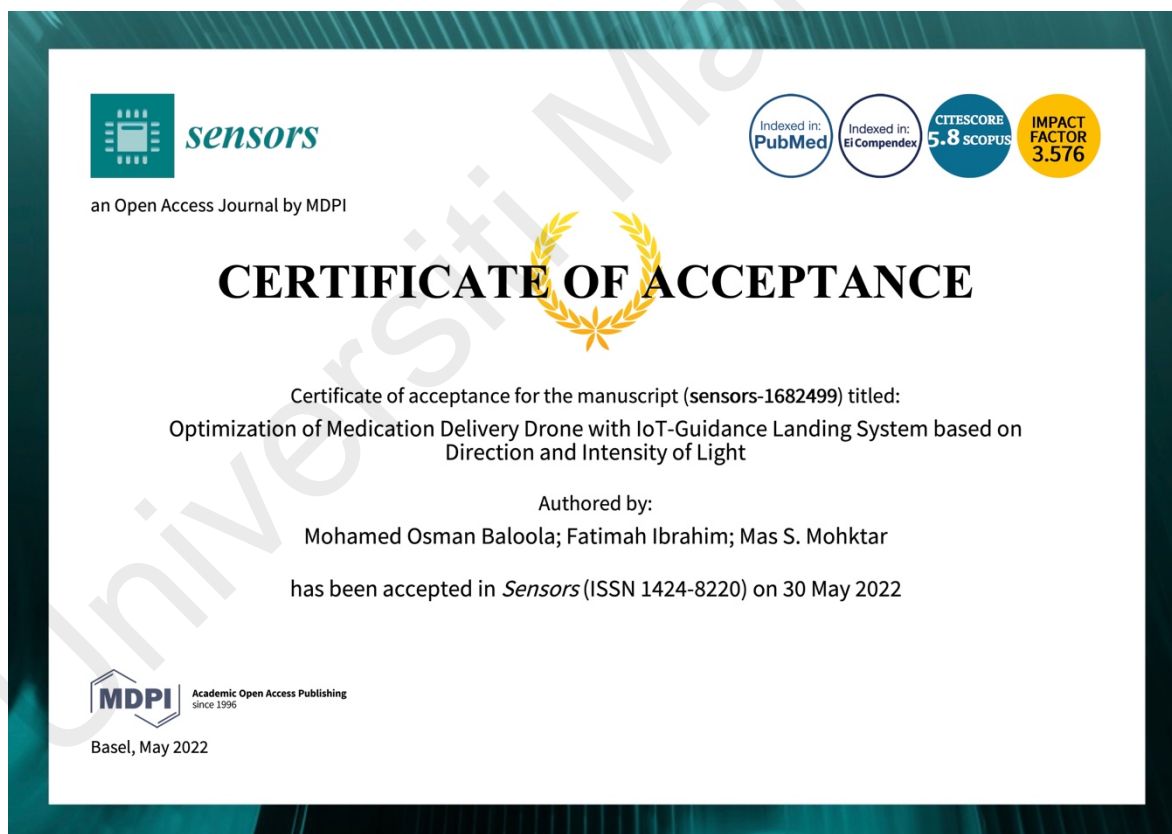 sensors
Indexed in:
PubMed
Indexed in:
Ei Compendex
CITESCORE
5.8 SCOPUS
IMPACT
FACTOR
3.576
an Open Access Journal by MDPI
CERTIFICATE OF ACCEPTANCE
Certificate of acceptance for the manuscript (sensors-1682499) titled:
Optimization of Medication Delivery Drone with IoT-Guidance Landing System based on
Direction and Intensity of Light
Authored by:
Mohamed Osman Baloola; Fatimah Ibrahim; Mas S. Mohktar
has been accepted in Sensors (ISSN 1424-8220) on 30 May 2022
MDPI
Academic Open Access Publishing
since 1996
Basel, May 2022
Universiti Ma